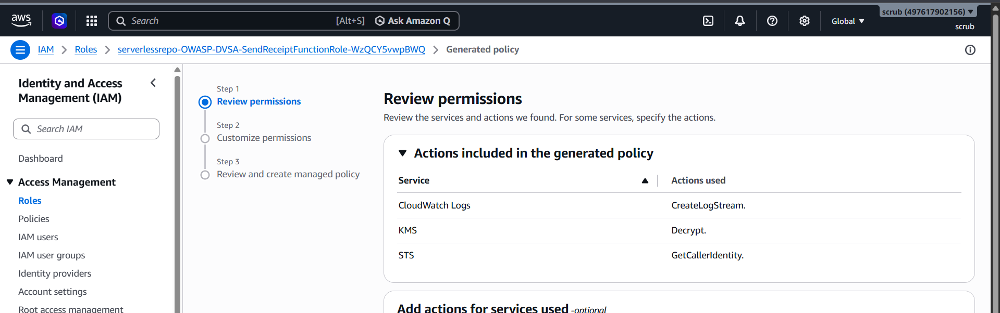 aws
Search [Alt+S] Ask Amazon Q
Global
scrub (497617902156)
scrub
IAM Roles serverlessrepo-OWASP-DVSA-SendReceiptFunctionRole-WzQCY5vwpBWQ Generated policy
Identity and Access
Management (IAM)
Search IAM
Dashboard
Access Management
Roles
Policies
IAM users
IAM user groups
Identity providers
Account settings
Root access management
Step 1
Review permissions
Step 2
Customize permissions
Step 3
Review and create managed policy
Review permissions
Review the services and actions we found. For some services, specify the actions.
Actions included in the generated policy
Service Actions used
CloudWatch Logs CreateLogStream.
KMS Decrypt.
STS GetCallerIdentity.
Add actions for services used -optional